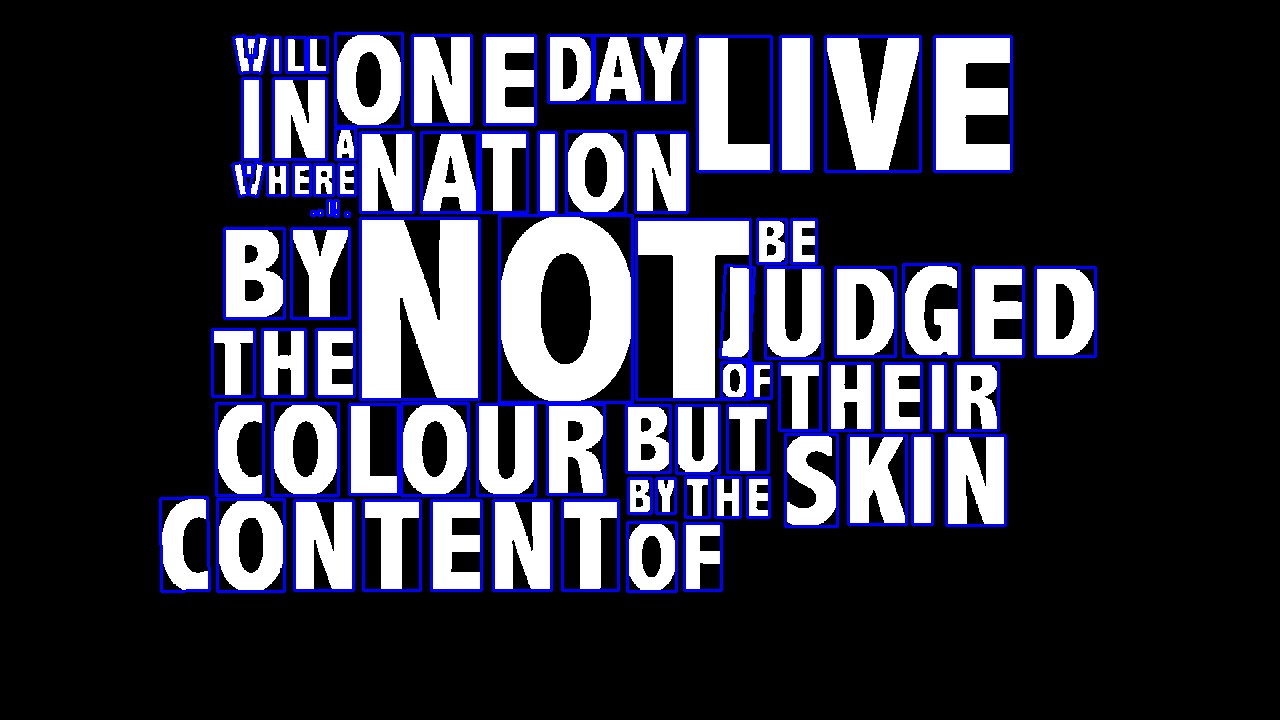 WILL ONE DAY LIVE
IN A NATION
WHERE
BY NOT BE
THE JUDGED
COLOUR OF THEIR
BUT SKIN
BY THE
CONTENT OF